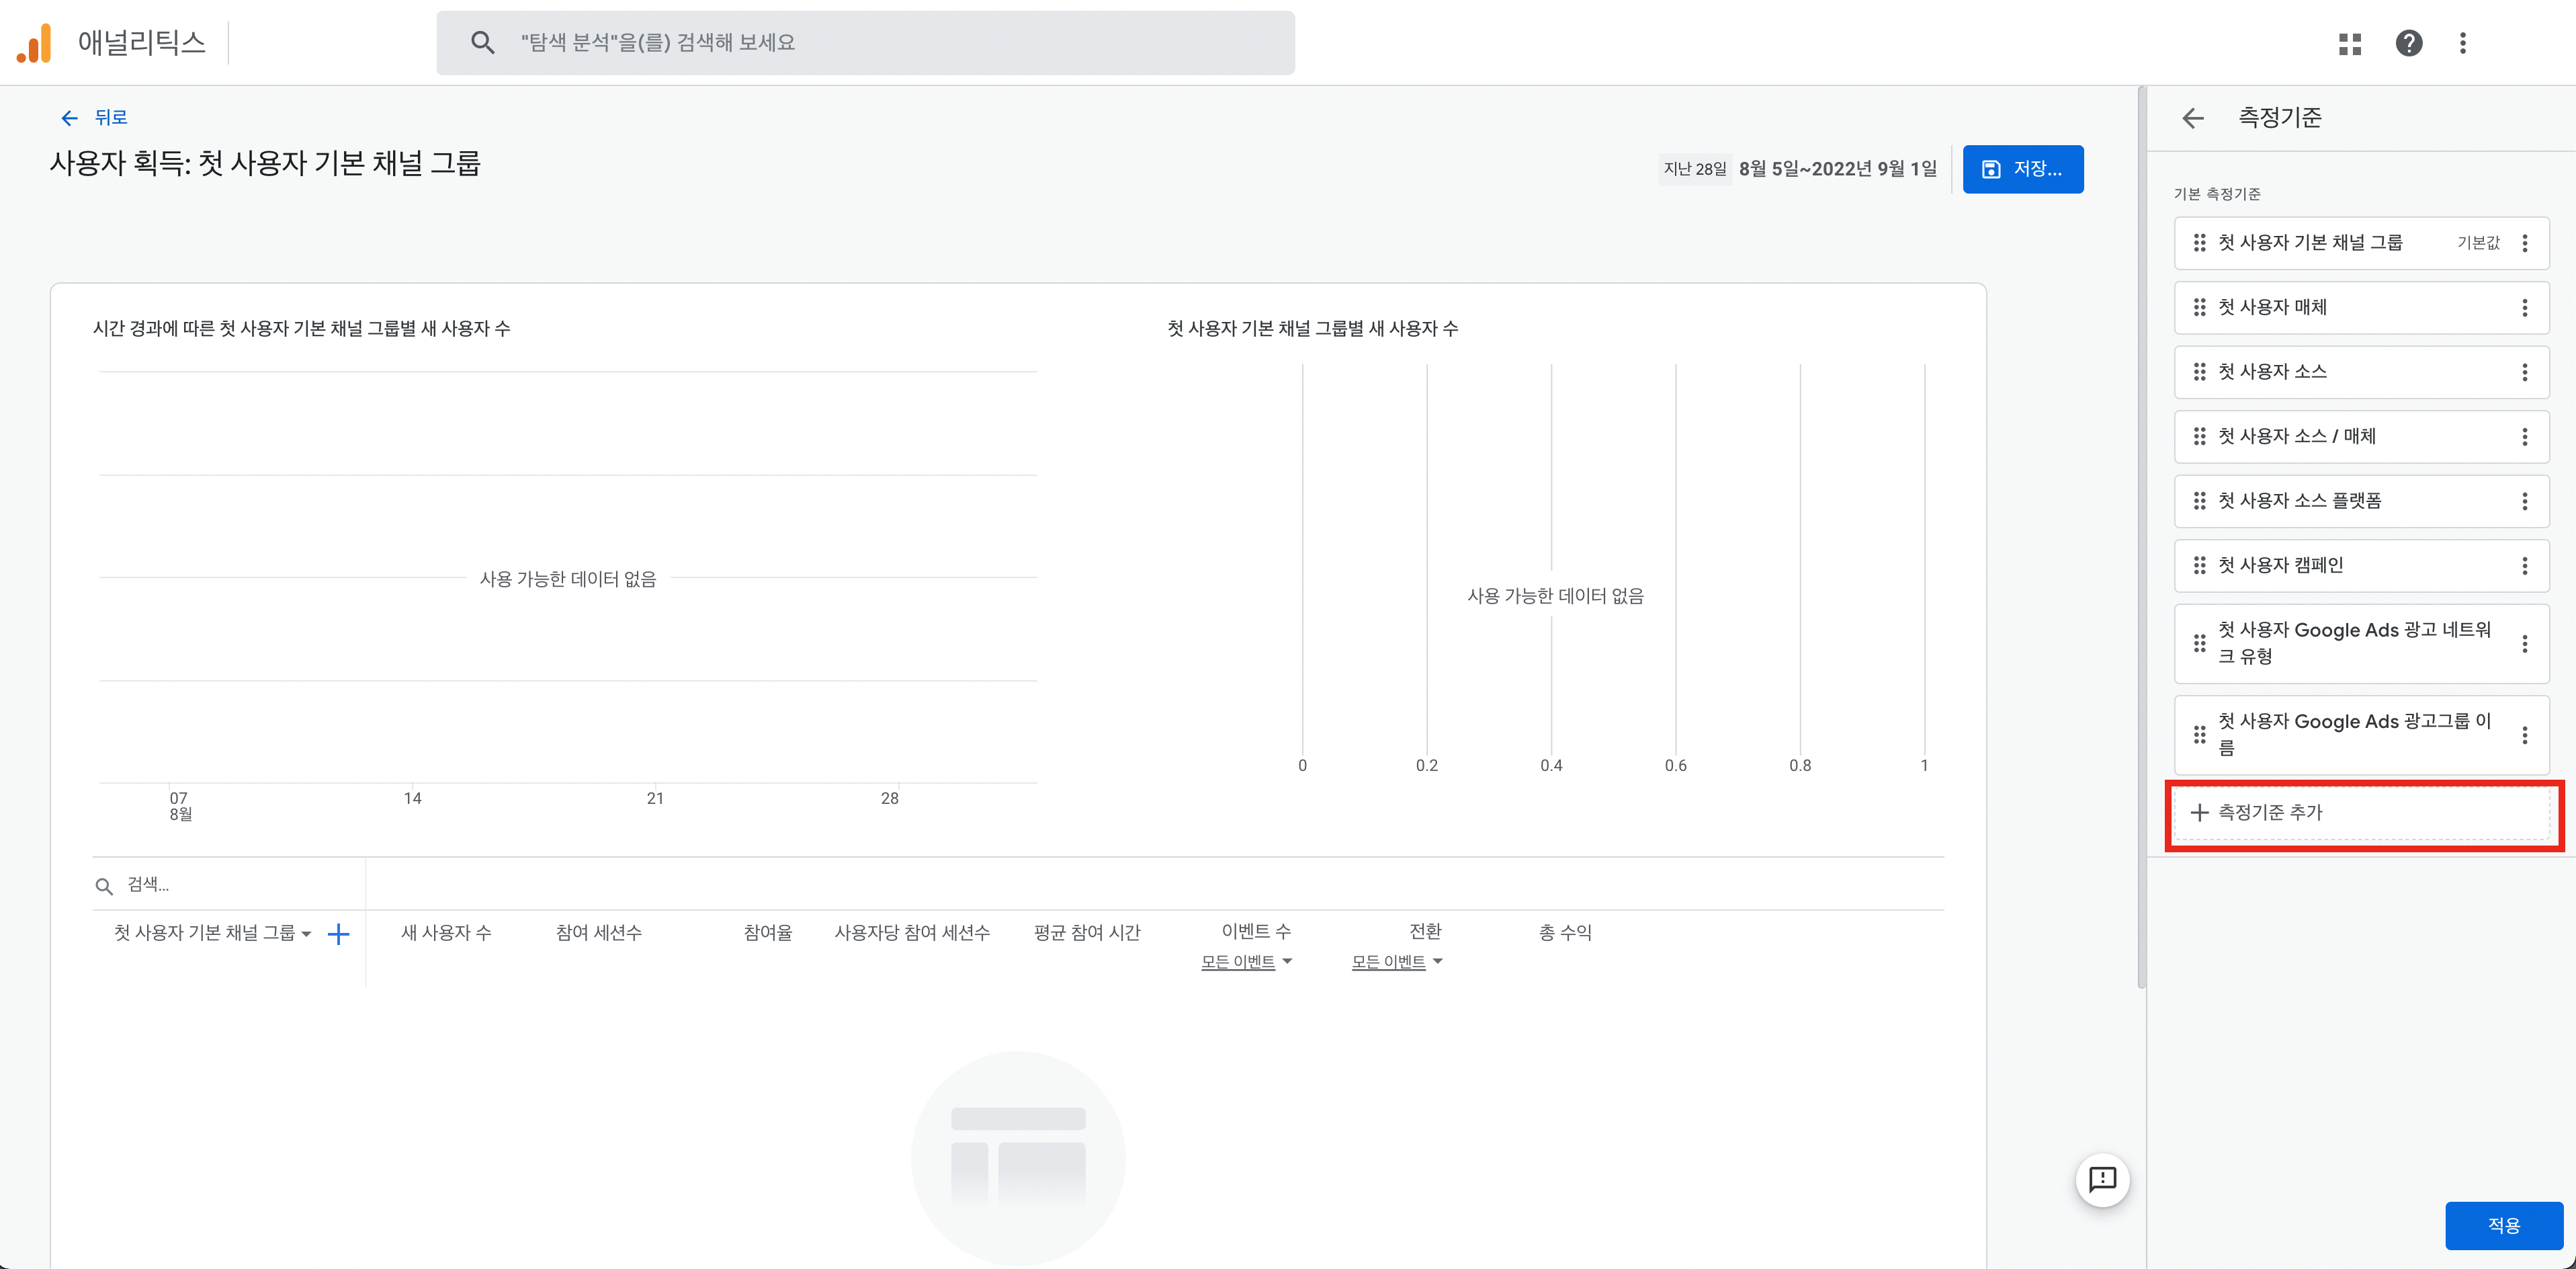 애널리틱스
"탐색 분석"을(를) 검색해 보세요
뒤로
사용자 획득: 첫 사용자 기본 채널 그룹
지난 28일 8월 5일~2022년 9월 1일
저장...
시간 경과에 따른 첫 사용자 기본 채널 그룹별 새 사용자 수
사용 가능한 데이터 없음
07 14 21 28
8월
첫 사용자 기본 채널 그룹별 새 사용자 수
사용 가능한 데이터 없음
0 0.2 0.4 0.6 0.8 1
검색...
첫 사용자 기본 채널 그룹 새 사용자 수 참여 세션수 참여율 사용자당 참여 세션수 평균 참여 시간 이벤트 수 전환 총 수익
모든 이벤트 모든 이벤트
측정기준
기본 측정기준
첫 사용자 기본 채널 그룹 기본값
첫 사용자 매체
첫 사용자 소스
첫 사용자 소스 / 매체
첫 사용자 소스 플랫폼
첫 사용자 캠페인
첫 사용자 Google Ads 광고 네트워
크 유형
첫 사용자 Google Ads 광고그룹 이
름
측정기준 추가
적용